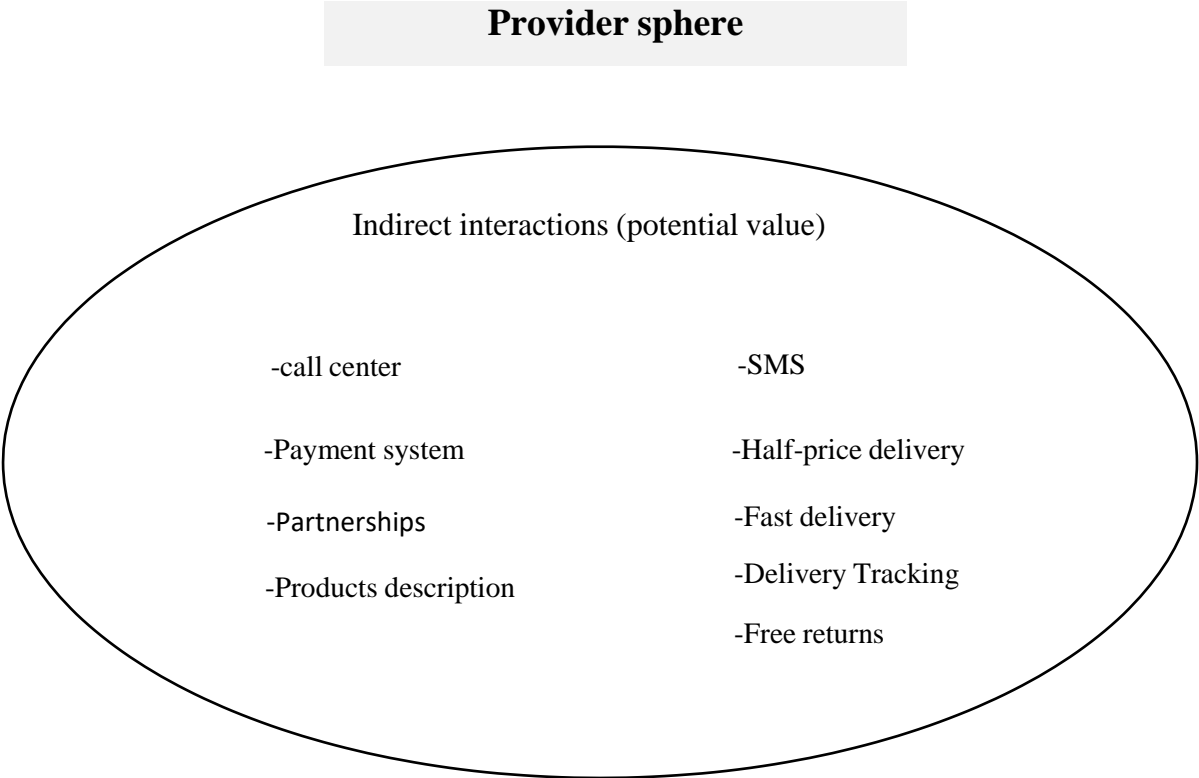 Provider sphere
Indirect interactions (potential value)
-call center
-Payment system
-Partnerships
-Products description
-SMS
-Half-price delivery
-Fast delivery
-Delivery Tracking
-Free returns